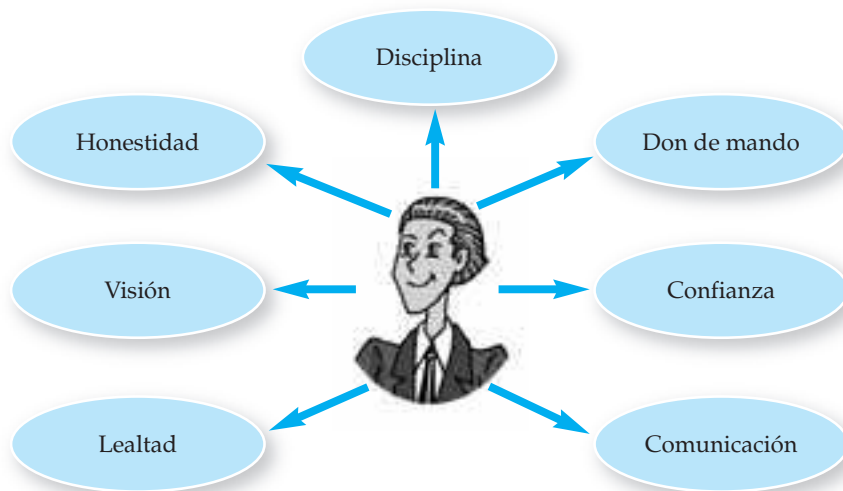 Disciplina
Honestidad
Don de mando
Visión
Confianza
Lealtad
Comunicación